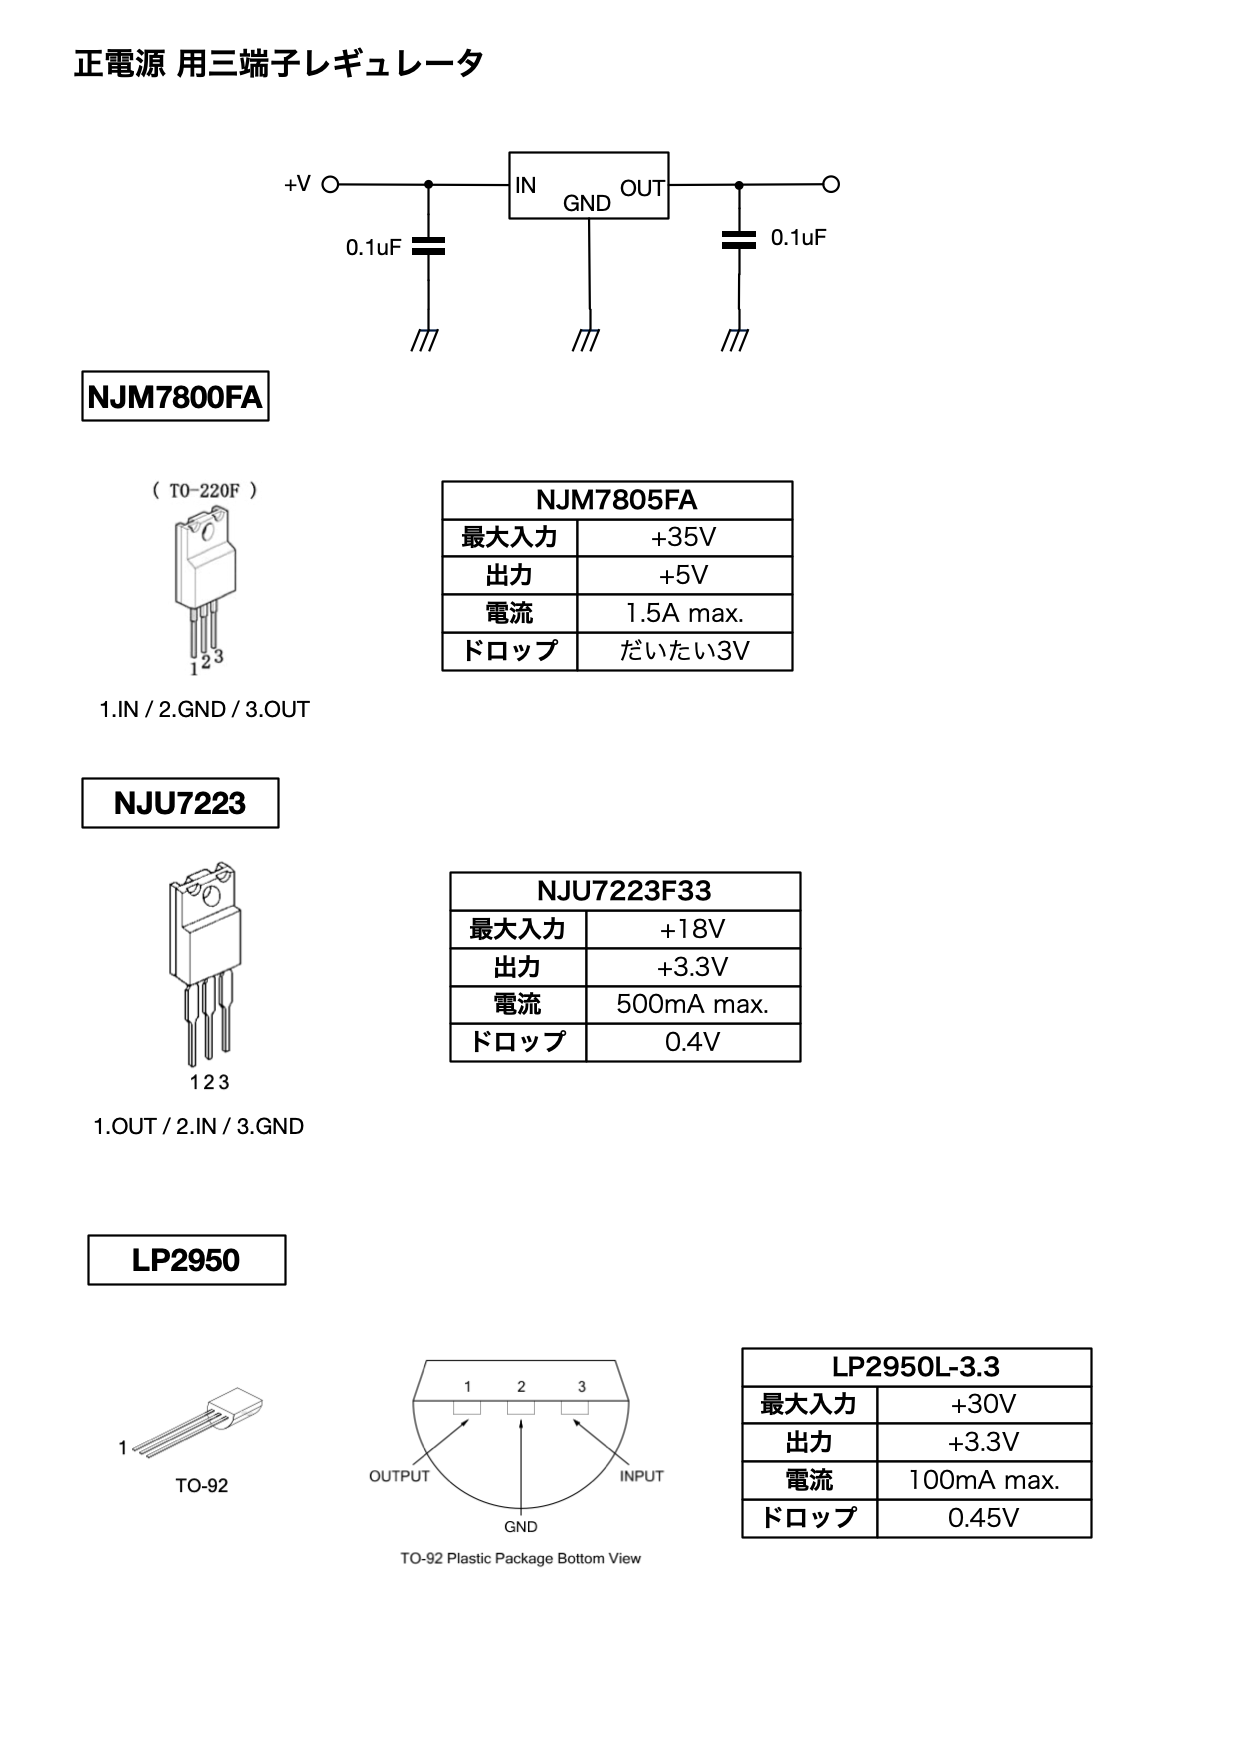 正電源 用三端子レギュレータ
+V
IN
OUT
GND
0.1uF
0.1uF
NJM7800FA
( TO-220F )
1 2 3
1.IN / 2.GND / 3.OUT
NJM7805FA
最大入力 +35V
出力 +5V
電流 1.5A max.
ドロップ だいたい3V
NJU7223
1 2 3
1.OUT / 2.IN / 3.GND
NJU7223F33
最大入力 +18V
出力 +3.3V
電流 500mA max.
ドロップ 0.4V
LP2950
1
TO-92
1 2 3
OUTPUT
INPUT
GND
TO-92 Plastic Package Bottom View
LP2950L-3.3
最大入力 +30V
出力 +3.3V
電流 100mA max.
ドロップ 0.45V